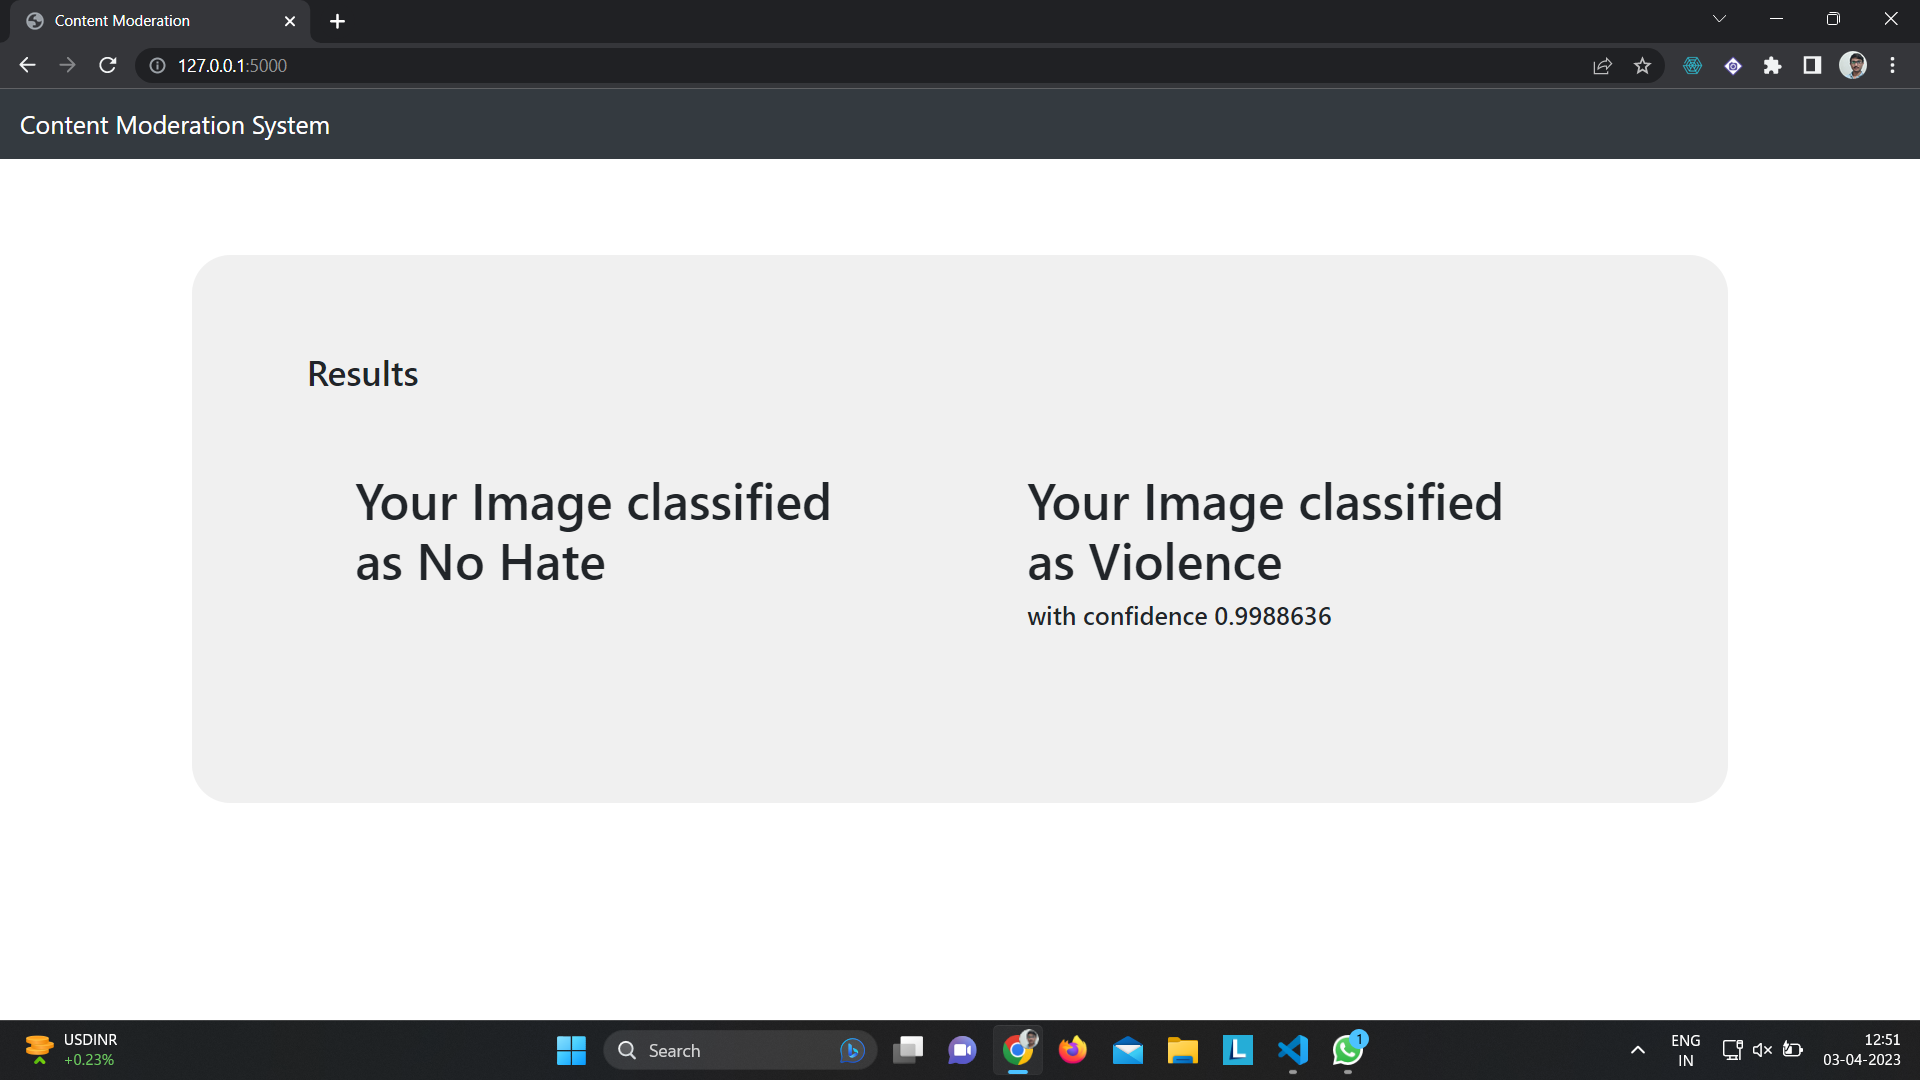 Content Moderation
127.0.0.1:5000
Content Moderation System
Results
Your Image classified
as No Hate
Your Image classified
as Violence
with confidence 0.9988636
USDINR
+0.23%
Search
L
1
ENG
IN
12:51
03-04-2023